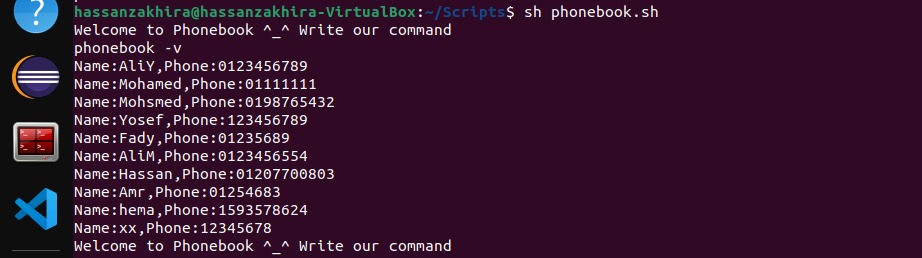 hassanzakhira@hassanzakhira-VirtualBox:~/Scripts$ sh phonebook.sh
Welcome to Phonebook ^_^ Write our command
phonebook -v
Name:AliY,Phone:0123456789
Name:Mohamed,Phone:01111111
Name:Mohsmed,Phone:0198765432
Name:Yosef,Phone:123456789
Name:Fady,Phone:01235689
Name:AliM,Phone:0123456554
Name:Hassan,Phone:01207700803
Name:Amr,Phone:01254683
Name:hema,Phone:1593578624
Name:xx,Phone:12345678
Welcome to Phonebook ^_^ Write our command